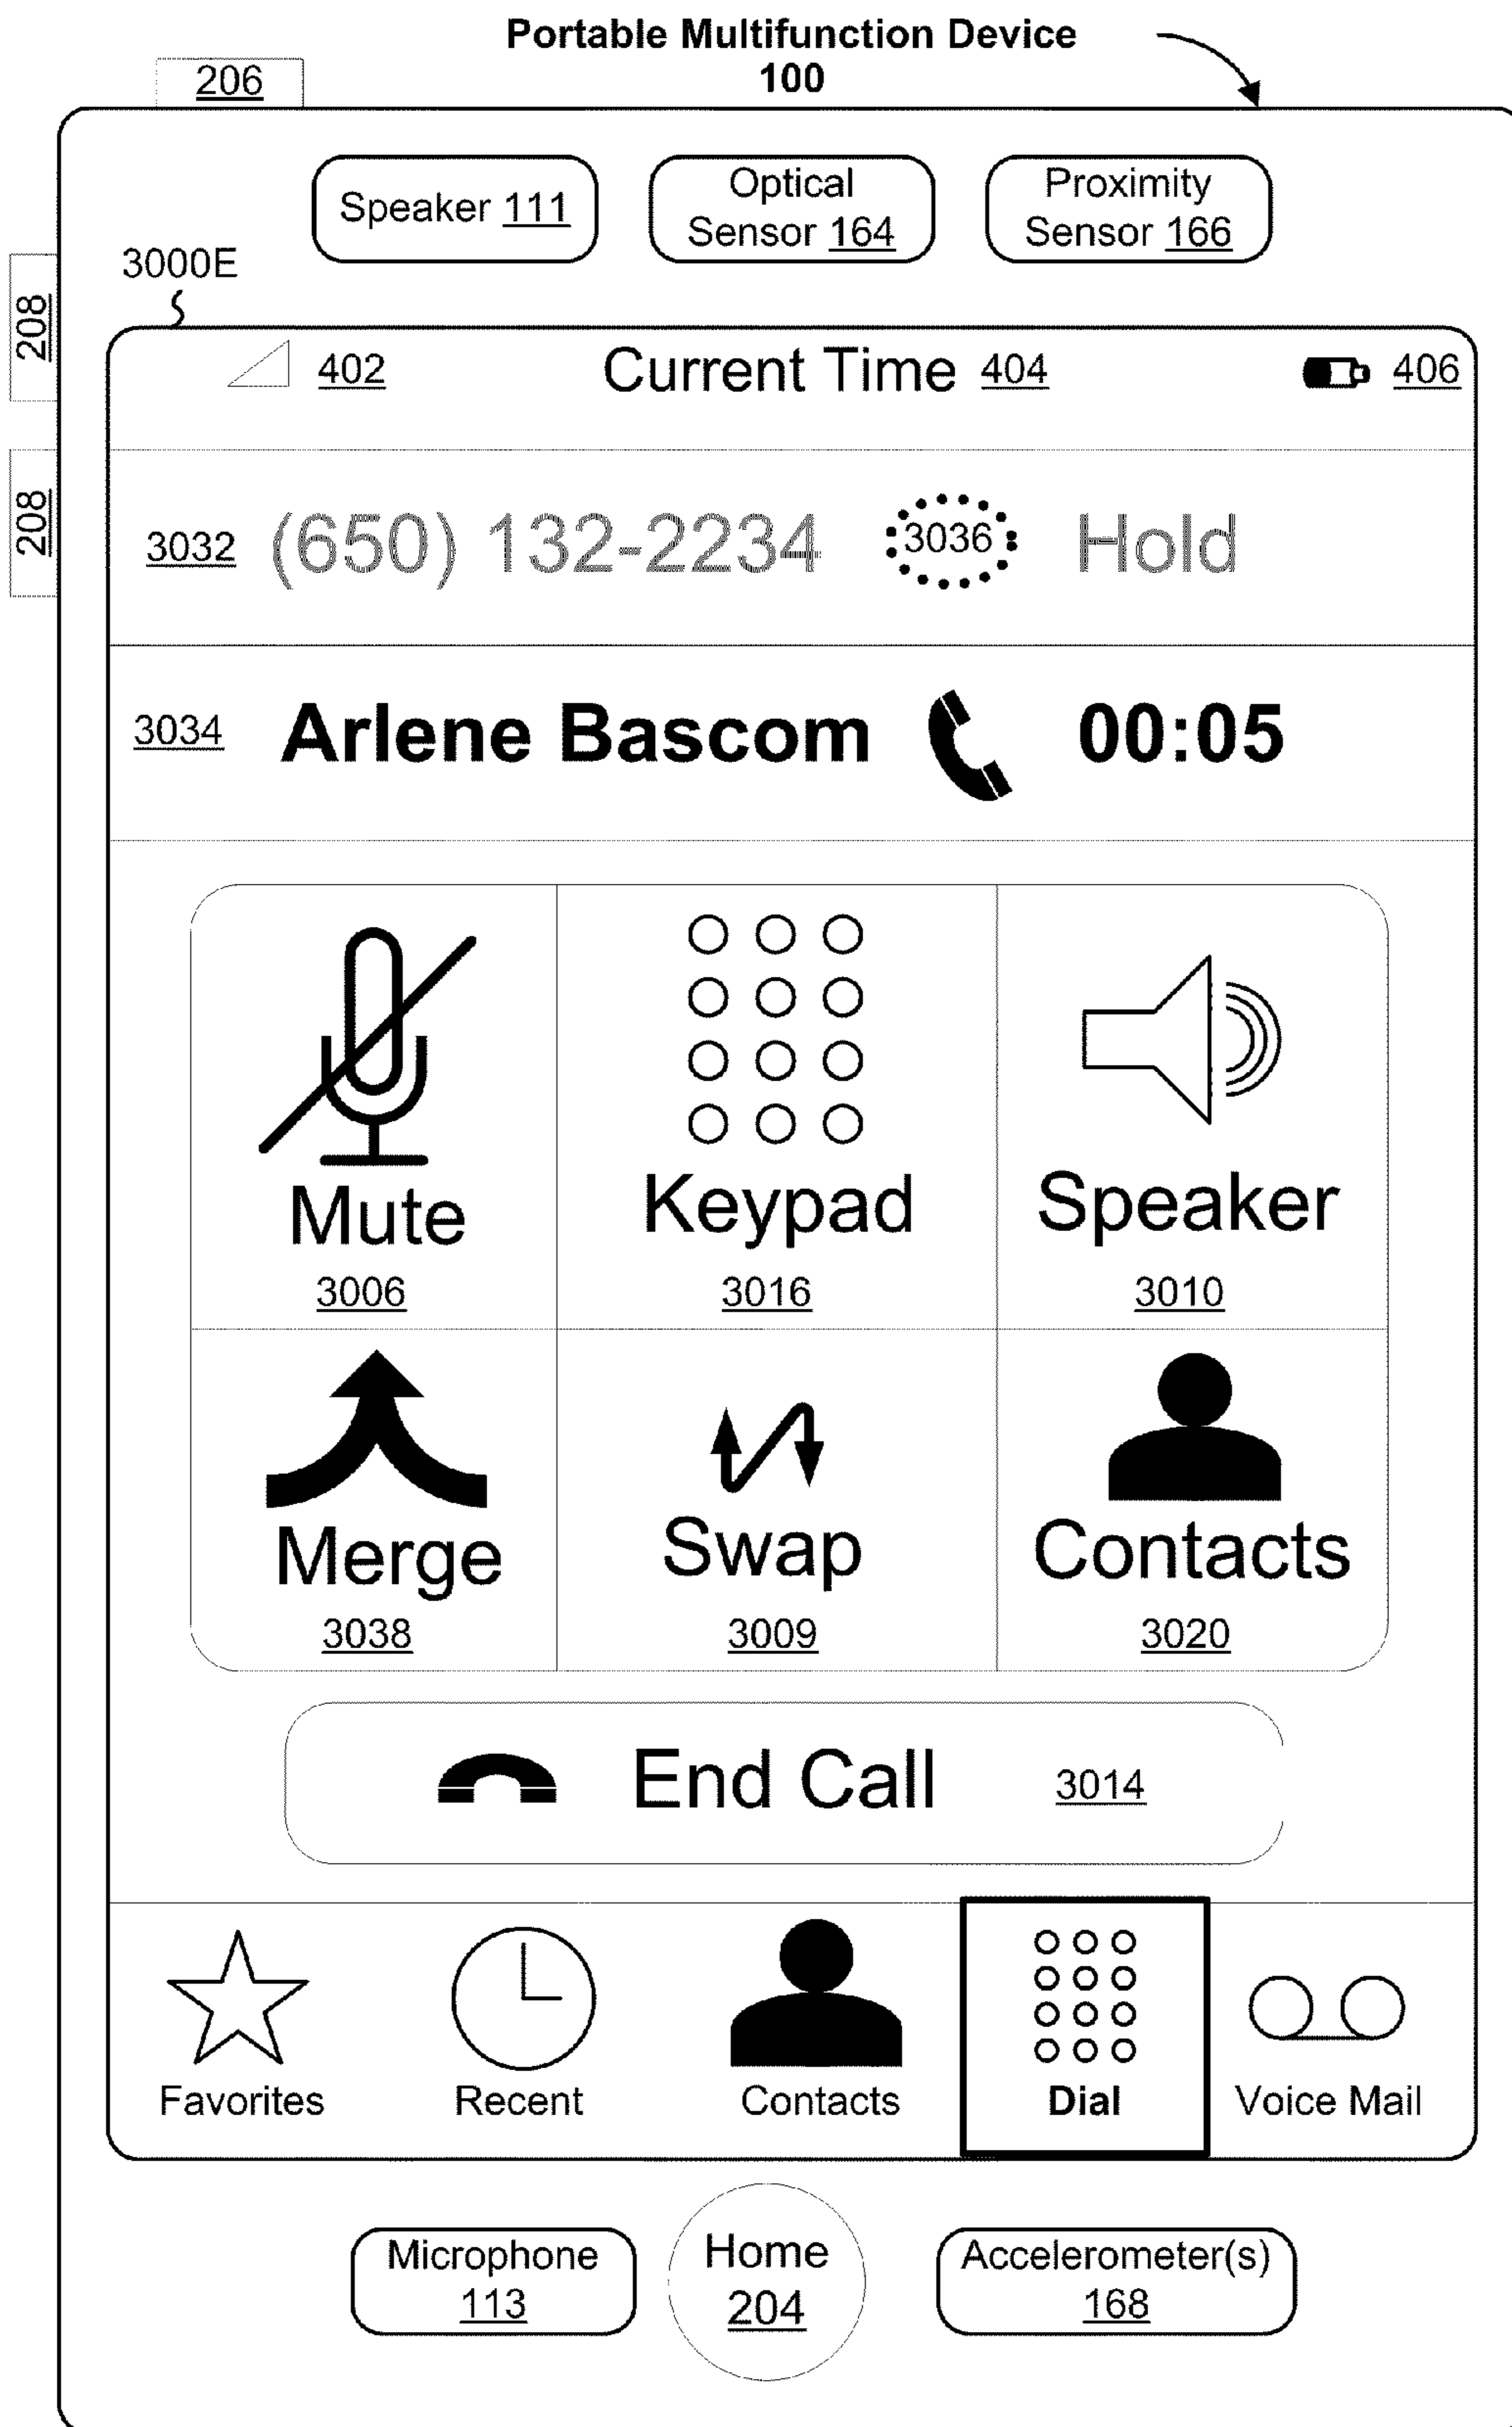 Portable Multifunction Device
100
206
Speaker 111
Optical
Sensor 164
Proximity
Sensor 166
3000E
208
402
Current Time 404
406
208
3032 (650) 132-2234 3036 Hold
3034 Arlene Bascom 00:05
Mute
3006
Keypad
3016
Speaker
3010
Merge
3038
Swap
3009
Contacts
3020
End Call 3014
Favorites
Recent
Contacts
Dial
Voice Mail
Microphone
113
Home
204
Accelerometer(s)
168